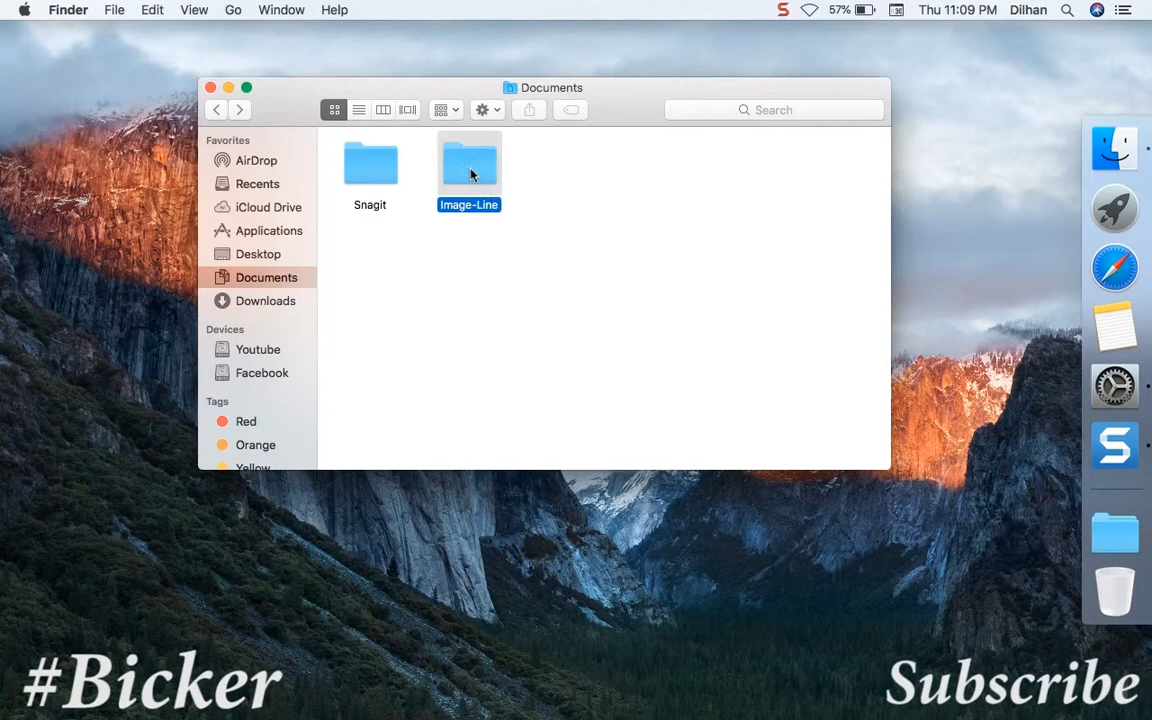 Finder File Edit View Go Window Help
S 57% Thu 11:09 PM Dilhan
Documents
Search
Favorites
AirDrop
Recents
iCloud Drive
Applications
Desktop
Documents
Downloads
Devices
Youtube
Facebook
Tags
Red
Orange
Yellow
Snagit
Image-Line
S
#Bicker
Subscribe